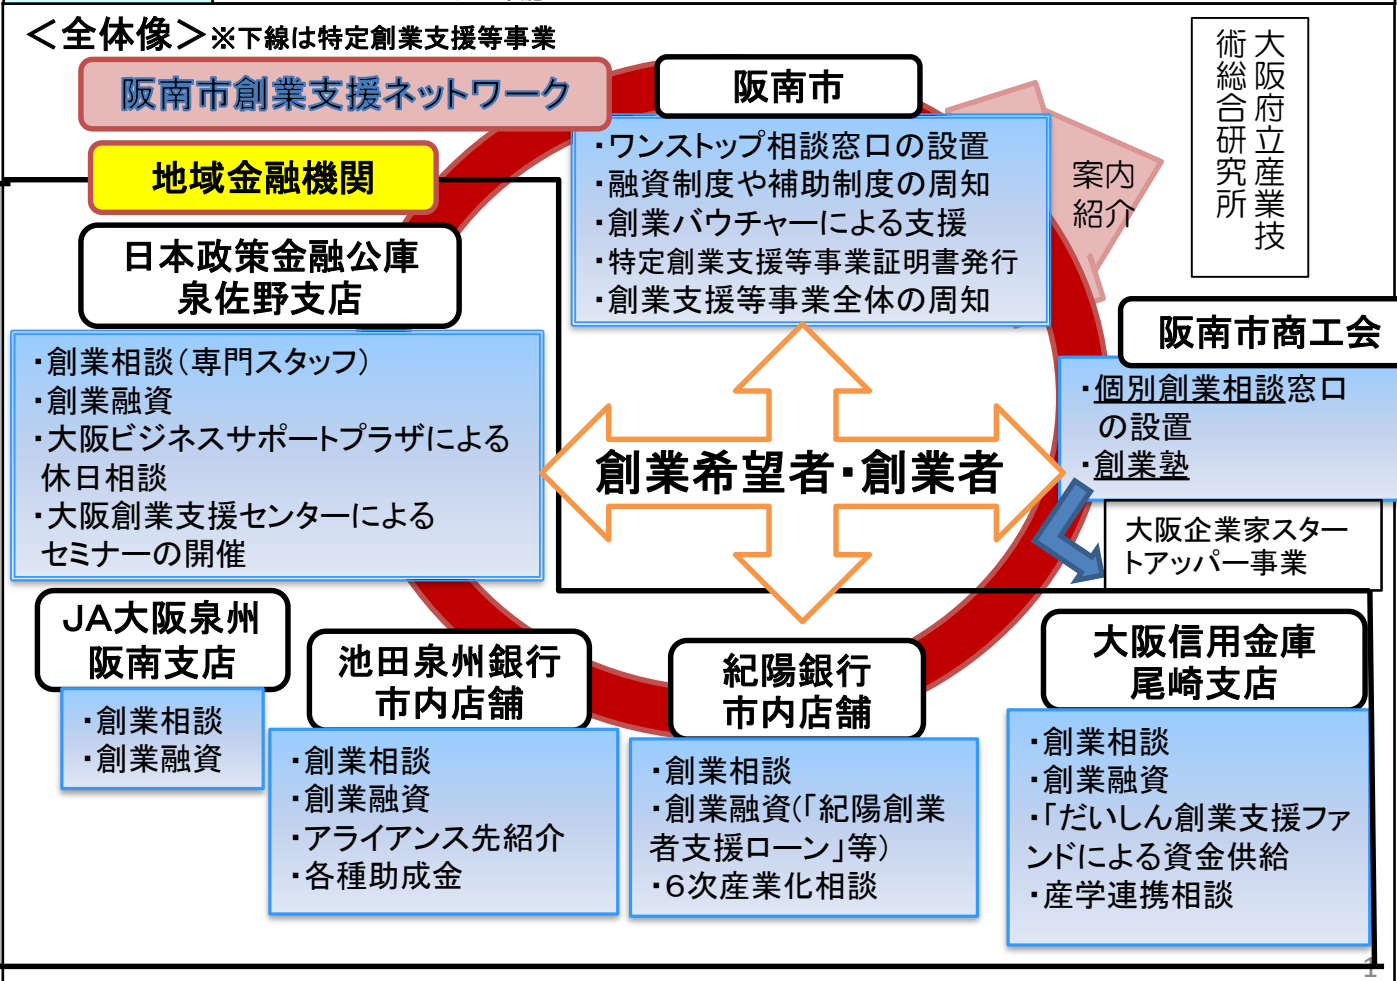 ＜全体像＞※下線は特定創業支援等事業
阪南市創業支援ネットワーク
地域金融機関
阪南市
・ワンストップ相談窓口の設置
・融資制度や補助制度の周知
・創業バウチャーによる支援
・特定創業支援等事業証明書発行
・創業支援等事業全体の周知
案内
紹介
大阪府立産業技
術総合研究所
日本政策金融公庫
泉佐野支店
・創業相談（専門スタッフ）
・創業融資
・大阪ビジネスサポートプラザによる
休日相談
・大阪創業支援センターによる
セミナーの開催
創業希望者・創業者
阪南市商工会
・個別創業相談窓口
の設置
・創業塾
大阪企業家スター
トアッパー事業
JA大阪泉州
阪南支店
・創業相談
・創業融資
池田泉州銀行
市内店舗
・創業相談
・創業融資
・アライアンス先紹介
・各種助成金
紀陽銀行
市内店舗
・創業相談
・創業融資(「紀陽創業
者支援ローン」等)
・６次産業化相談
大阪信用金庫
尾崎支店
・創業相談
・創業融資
・「だいしん創業支援ファ
ンドによる資金供給
・産学連携相談
1